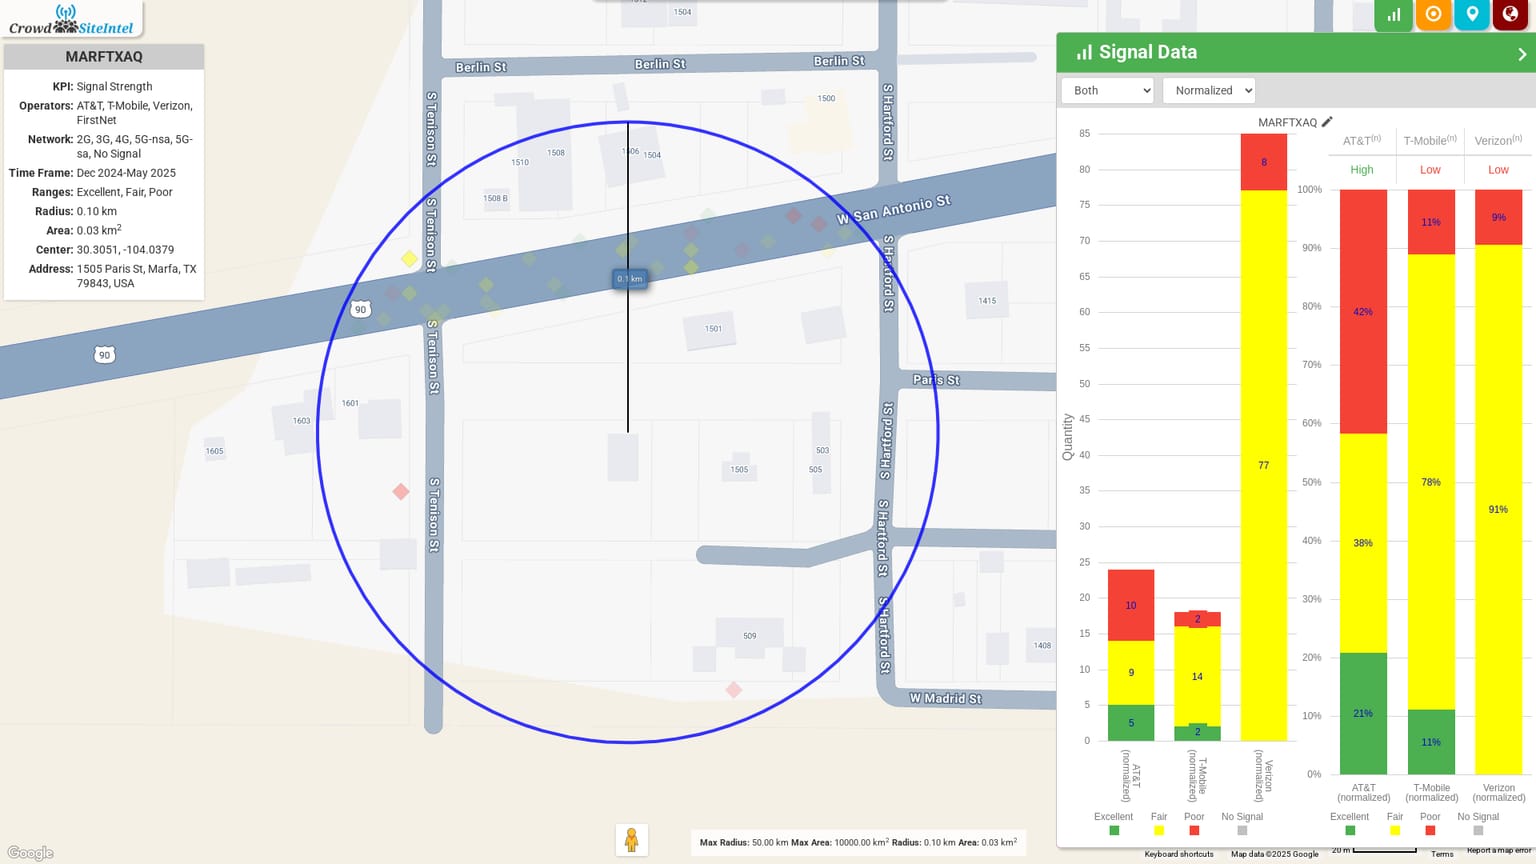 CrowdSiteIntel
MARFTXAQ
KPI: Signal Strength
Operators: AT&T, T-Mobile, Verizon,
FirstNet
Network: 2G, 3G, 4G, 5G-nsa, 5G-
sa, No Signal
Time Frame: Dec 2024-May 2025
Ranges: Excellent, Fair, Poor
Radius: 0.10 km
Area: 0.03 km2
Center: 30.3051, -104.0379
Address: 1505 Paris St, Marfa, TX
79843, USA
1512
1504
Berlin St
Berlin St
Berlin St
S Tenison St
S Hartford St
1500
1510
1508
1506
1504
1508 B
S Tenison St
W San Antonio St
S Hartford St
0.1 km
90
90
1415
1501
S Tenison St
Paris St
1601
1603
1605
S Hartford St
503
505
1505
S Tenison St
S Hartford St
S Hartford St
509
1408
W Madrid St
Google
Max Radius: 50.00 km Max Area: 10000.00 km2 Radius: 0.10 km Area: 0.03 km2
Signal Data
Both
Normalized
MARFTXAQ
Quantity
85
80
75
70
65
60
55
50
45
40
35
30
25
20
15
10
5
0
10
9
5
2
14
2
8
77
AT&T
(normalized)
T-Mobile
(normalized)
Verizon
(normalized)
Excellent
Fair
Poor
No Signal
AT&T(n)
T-Mobile(n)
Verizon(n)
High
Low
Low
100%
90%
80%
70%
60%
50%
40%
30%
20%
10%
0%
42%
38%
21%
11%
78%
11%
9%
91%
AT&T
(normalized)
T-Mobile
(normalized)
Verizon
(normalized)
Excellent
Fair
Poor
No Signal
Keyboard shortcuts
Map data ©2025 Google
20 m
Terms
Report a map error